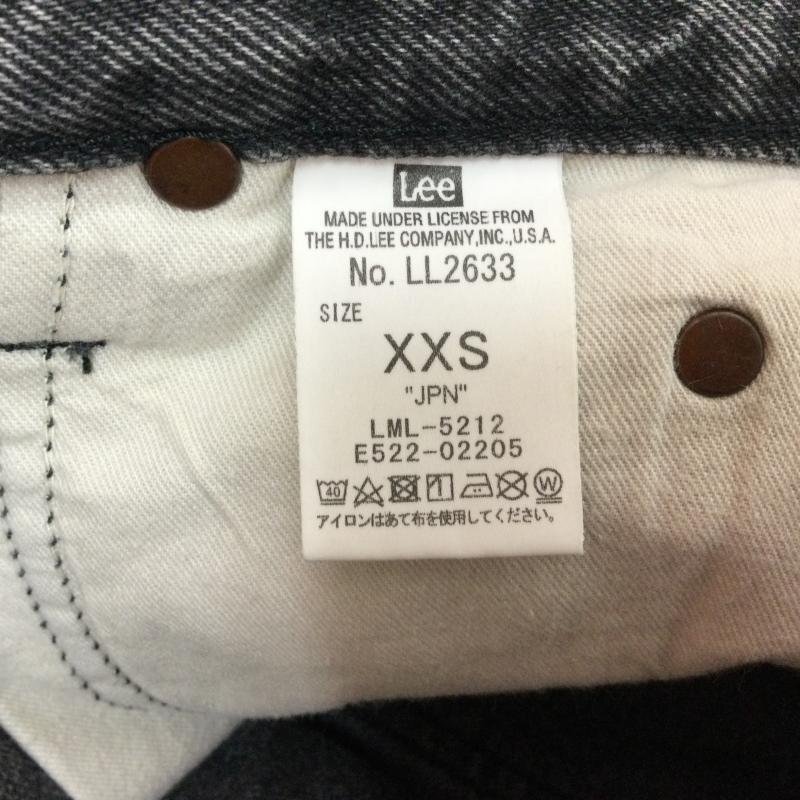 Lee
MADE UNDER LICENSE FROM
THE H.D.LEE COMPANY,INC.,U.S.A.
No. LL2633
SIZE
XXS
"JPN"
LML-5212
E522-02205
40 W
アイロンはあて布を使用してください。